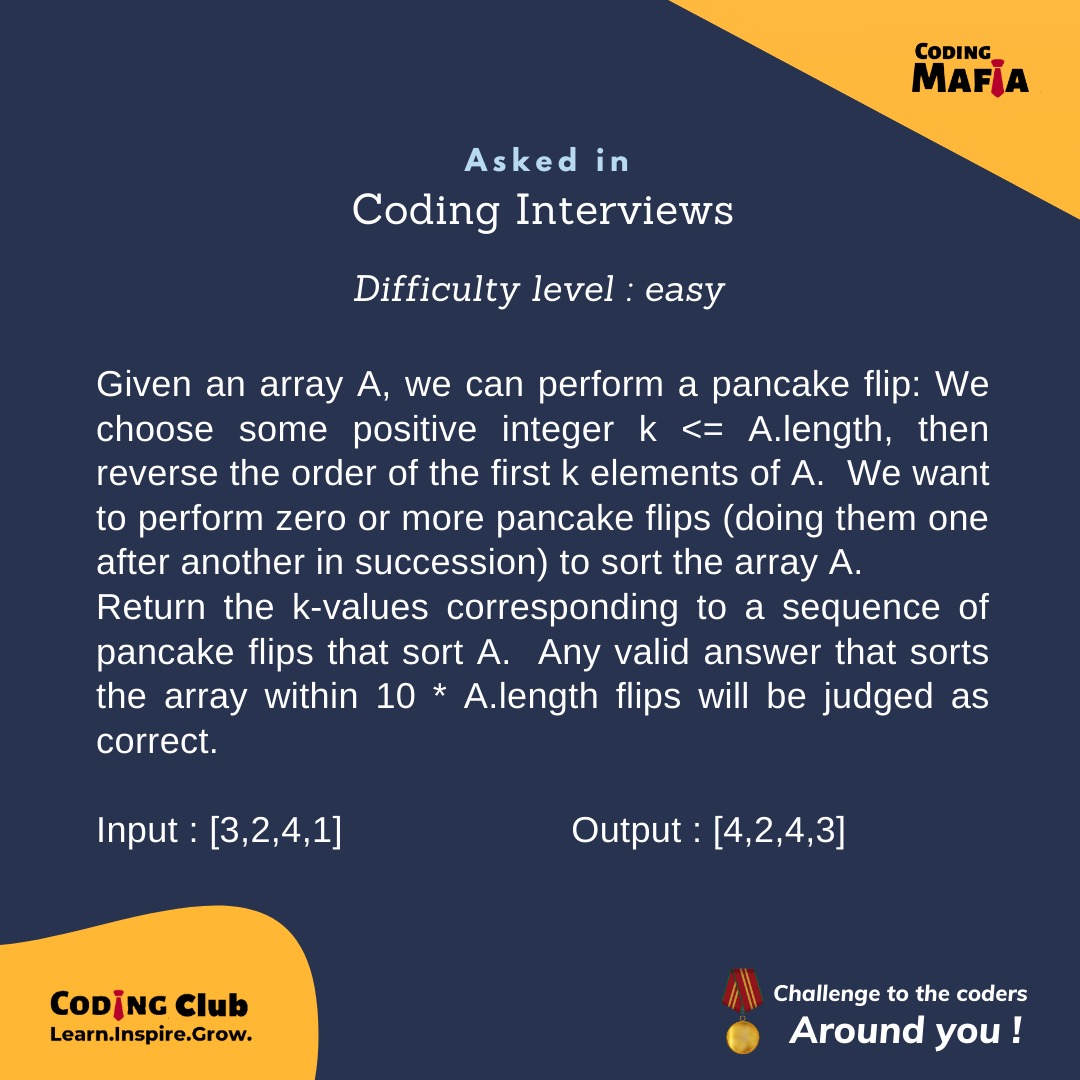 CODING
MAFIA
Asked in
Coding Interviews
Difficulty level : easy
Given an array A, we can perform a pancake flip: We
choose some positive integer k <= A.length, then
reverse the order of the first k elements of A. We want
to perform zero or more pancake flips (doing them one
after another in succession) to sort the array A.
Return the k-values corresponding to a sequence of
pancake flips that sort A. Any valid answer that sorts
the array within 10 * A.length flips will be judged as
correct.
Input : [3,2,4,1] Output : [4,2,4,3]
CODING Club
Learn.Inspire.Grow.
Challenge to the coders
Around you !